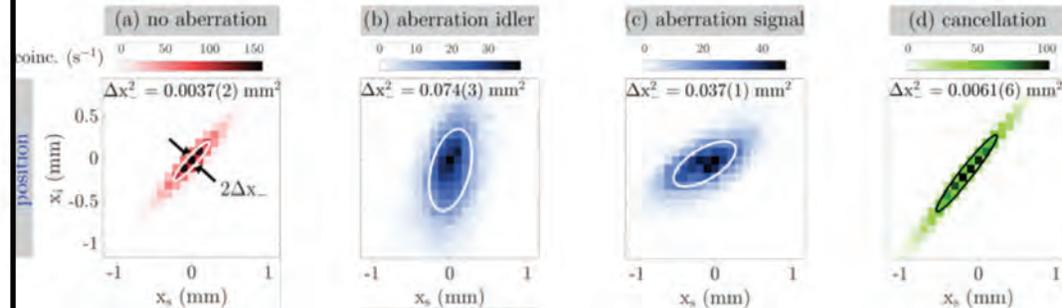 (a) no aberration (b) aberration idler (c) aberration signal (d) cancellation
coinc. (s⁻¹) 0 50 100 150 0 10 20 30 0 20 40 0 50 100
Δx²₋ = 0.0037(2) mm² Δx²₋ = 0.074(3) mm² Δx²₋ = 0.037(1) mm² Δx²₋ = 0.0061(6) mm²
0.5
0
2Δx₋
-0.5
-1
position
xᵢ (mm)
-1 0 1 -1 0 1 -1 0 1 -1 0 1
xₛ (mm) xₛ (mm) xₛ (mm) xₛ (mm)